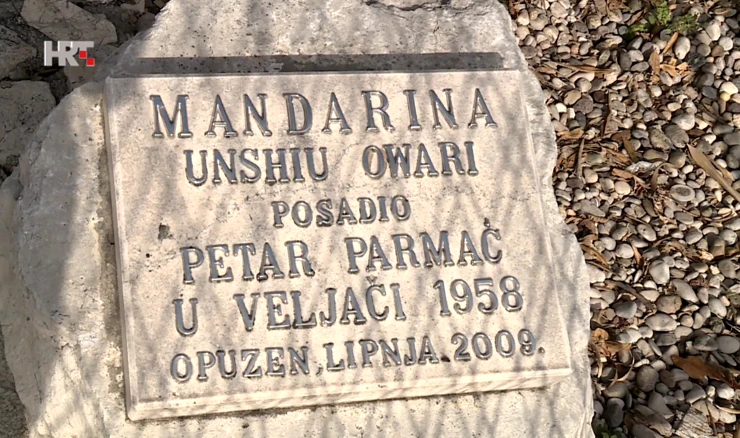 HRT
MANDARINA
UNSHIU OWARI
POSADIO
PETAR PARMAČ
U VELJAČI 1958
OPUZEN, LIPNJA 2009.